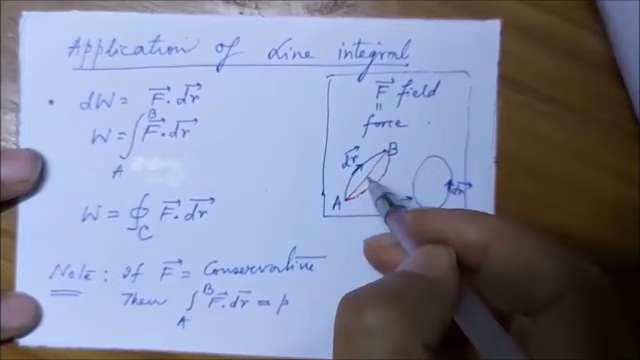 Application of Line integral
• dW = F⃗ · dr⃗
W = ∫_A^B F⃗ · dr⃗
W = ∮_C F⃗ · dr⃗
Note : If F⃗ = Conservative
Then ∫_A^B F⃗ · dr⃗ = p
F⃗ field
"
force
dr⃗
B
A
dr⃗